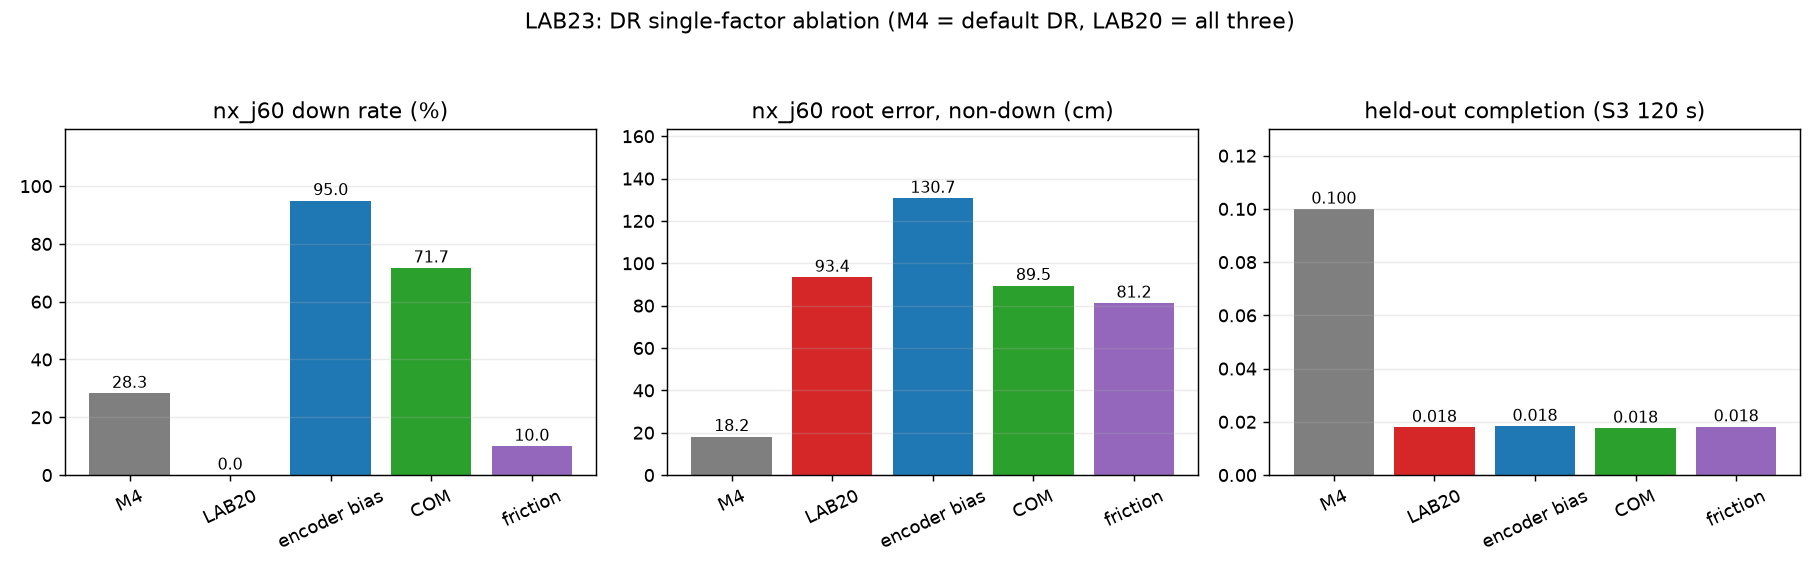 LAB23: DR single-factor ablation (M4 = default DR, LAB20 = all three)
nx_j60 down rate (%)
100
80
60
40
20
0
28.3
0.0
95.0
71.7
10.0
M4
LAB20
encoder bias
COM
friction
nx_j60 root error, non-down (cm)
160
140
120
100
80
60
40
20
0
18.2
93.4
130.7
89.5
81.2
M4
LAB20
encoder bias
COM
friction
held-out completion (S3 120 s)
0.12
0.10
0.08
0.06
0.04
0.02
0.00
0.100
0.018
0.018
0.018
0.018
M4
LAB20
encoder bias
COM
friction